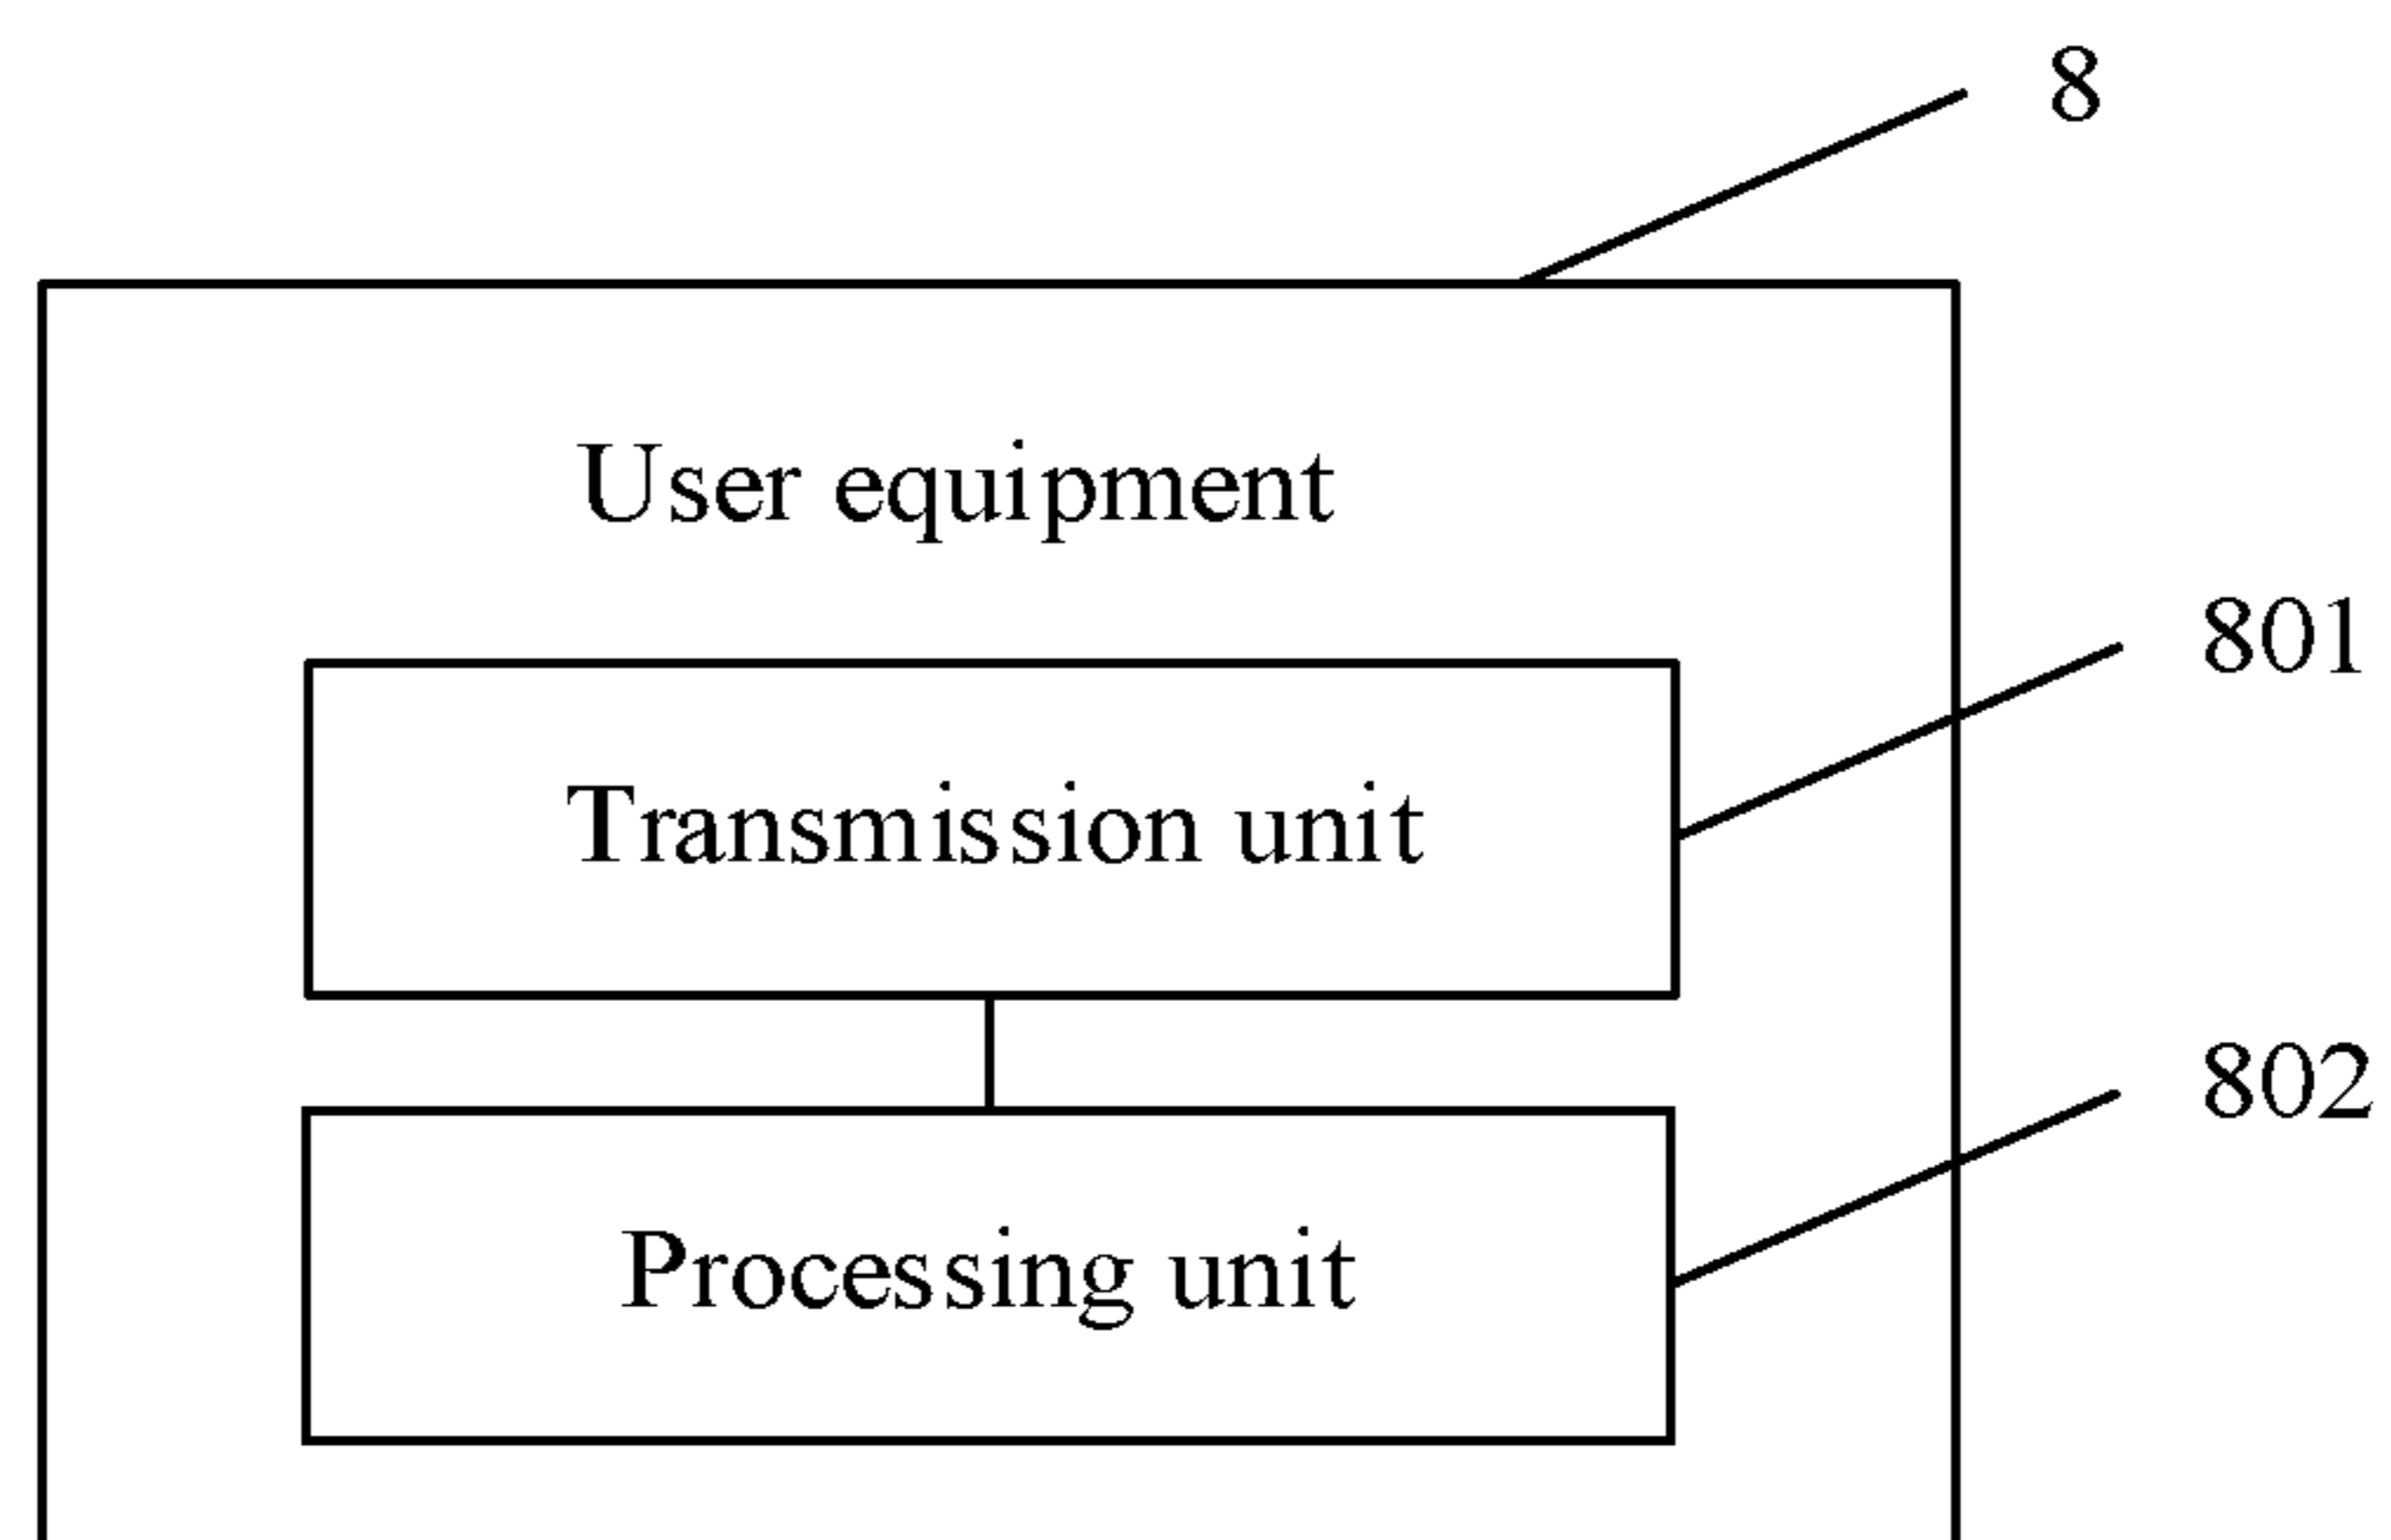 8
User equipment
801
Transmission unit
802
Processing unit